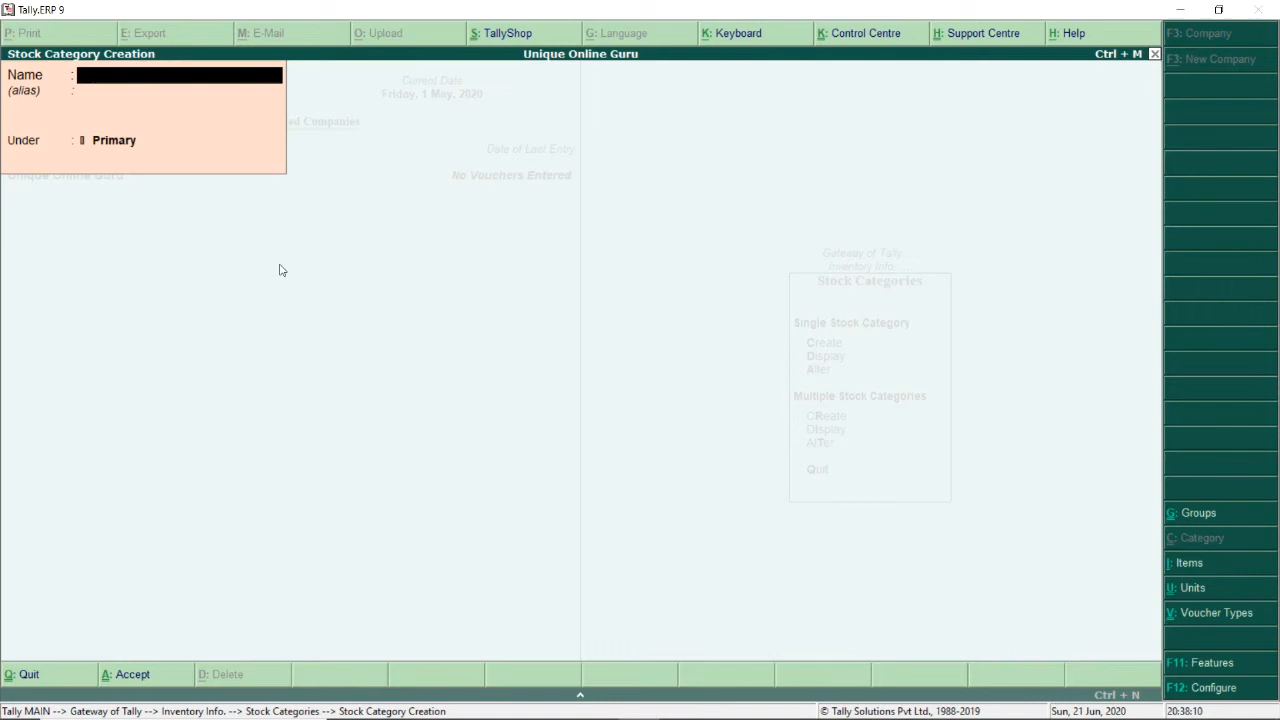 Tally.ERP 9
P: Print
E: Export
M: E-Mail
O: Upload
S: TallyShop
G: Language
K: Keyboard
K: Control Centre
H: Support Centre
H: Help
F3: Company
F3: New Company
Stock Category Creation
Unique Online Guru
Ctrl + M
Name :
(alias) :
Under : Primary
Current Date
Friday, 1 May, 2020
ed Companies
Date of Last Entry
Unique Online Guru
No Vouchers Entered
Gateway of Tally......
Inventory Info......
Stock Categories
Single Stock Category
Create
Display
Alter
Multiple Stock Categories
CReate
DIsplay
AlTer
Quit
G: Groups
C: Category
I: Items
U: Units
V: Voucher Types
F11: Features
F12: Configure
Q: Quit
A: Accept
D: Delete
Ctrl + N
Tally MAIN --> Gateway of Tally --> Inventory Info. --> Stock Categories --> Stock Category Creation
© Tally Solutions Pvt Ltd., 1988-2019
Sun, 21 Jun, 2020
20:38:10